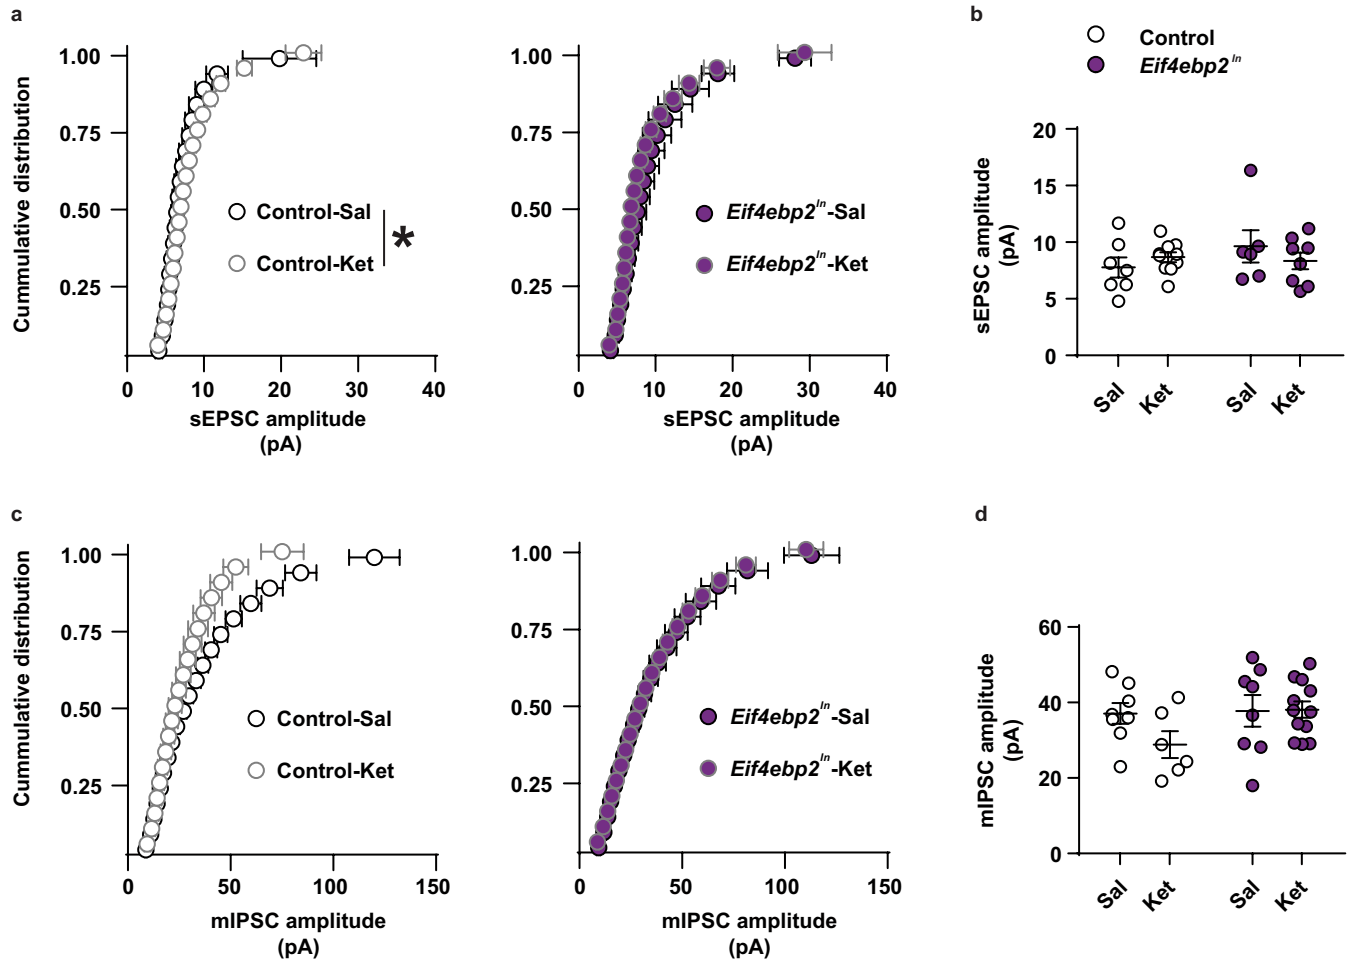 a
Cummulative distribution
1.00
0.75
0.50
0.25
0
10
20
30
40
sEPSC amplitude
(pA)
Control-Sal
Control-Ket
*
1.00
0.75
0.50
0.25
0
10
20
30
40
sEPSC amplitude
(pA)
Eif4ebp2In-Sal
Eif4ebp2In-Ket
b
Control
Eif4ebp2In
sEPSC amplitude
(pA)
20
15
10
5
0
Sal
Ket
Sal
Ket
c
Cummulative distribution
1.00
0.75
0.50
0.25
0
50
100
150
mIPSC amplitude
(pA)
Control-Sal
Control-Ket
1.00
0.75
0.50
0.25
0
50
100
150
mIPSC amplitude
(pA)
Eif4ebp2In-Sal
Eif4ebp2In-Ket
d
mIPSC amplitude
(pA)
60
40
20
0
Sal
Ket
Sal
Ket